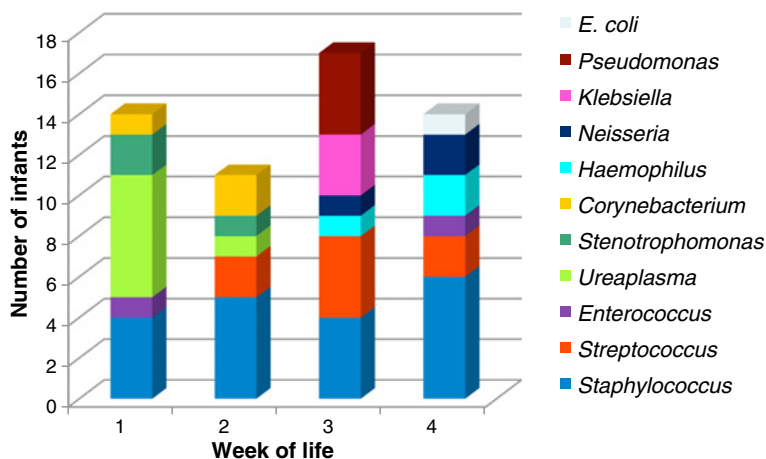 Number of infants
18
16
14
12
10
8
6
4
2
0
1 2 3 4
Week of life
E. coli
Pseudomonas
Klebsiella
Neisseria
Haemophilus
Corynebacterium
Stenotrophomonas
Ureaplasma
Enterococcus
Streptococcus
Staphylococcus